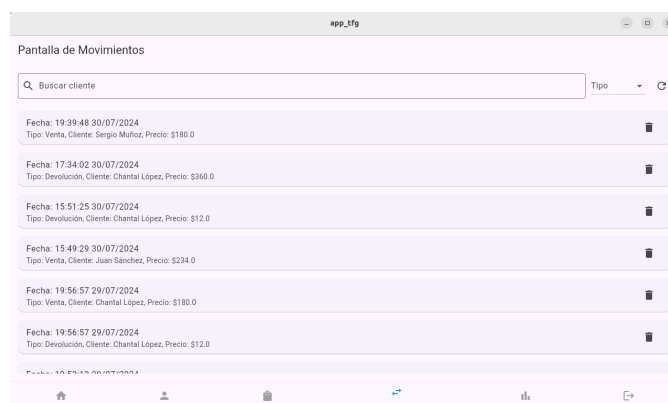 app_tfg
Pantalla de Movimientos
Buscar cliente
Tipo
Fecha: 19:39:48 30/07/2024
Tipo: Venta, Cliente: Sergio Muñoz, Precio: $180.0
Fecha: 17:34:02 30/07/2024
Tipo: Devolución, Cliente: Chantal López, Precio: $360.0
Fecha: 15:51:25 30/07/2024
Tipo: Devolución, Cliente: Chantal López, Precio: $12.0
Fecha: 15:49:29 30/07/2024
Tipo: Venta, Cliente: Juan Sánchez, Precio: $234.0
Fecha: 19:56:57 29/07/2024
Tipo: Venta, Cliente: Chantal López, Precio: $180.0
Fecha: 19:56:57 29/07/2024
Tipo: Devolución, Cliente: Chantal López, Precio: $12.0